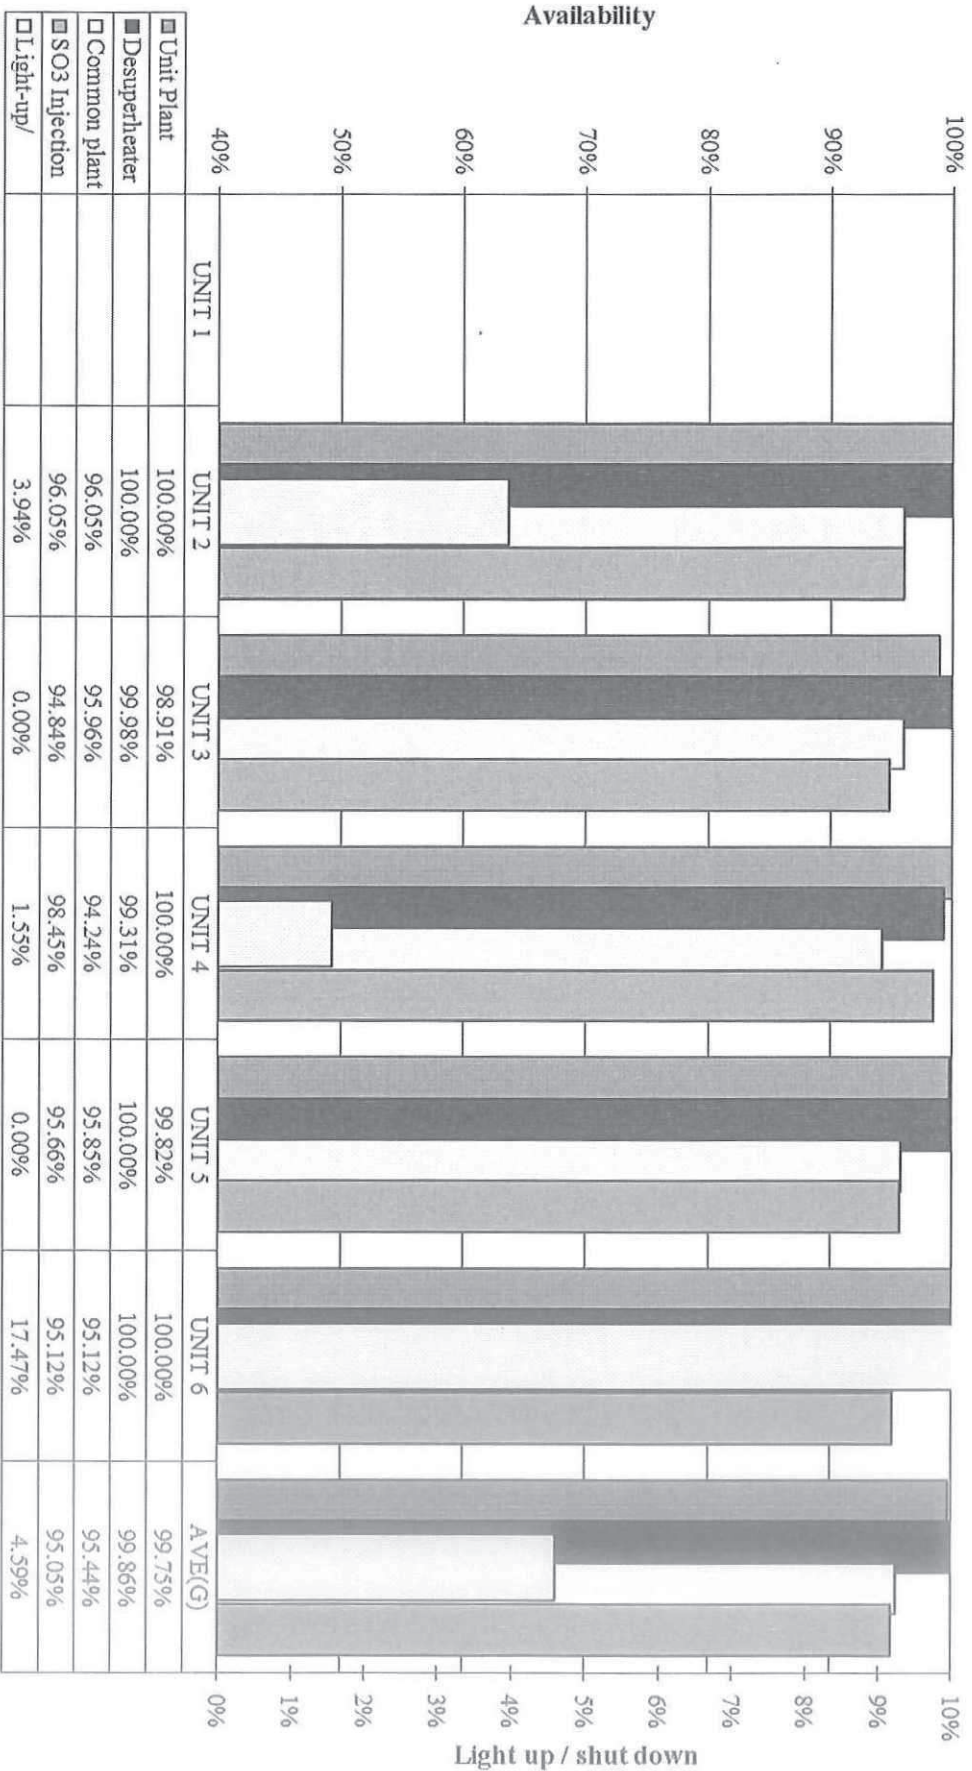 Availability
100%
90%
80%
70%
60%
50%
40%
10%
9%
8%
7%
6%
5%
4%
3%
2%
1%
0%
Light up / shut down
UNIT 1 UNIT 2 UNIT 3 UNIT 4 UNIT 5 UNIT 6 AVE(G)
Unit Plant 100.00% 98.91% 100.00% 99.82% 100.00% 99.75%
Desuperheater 100.00% 99.98% 99.31% 100.00% 100.00% 99.86%
Common plant 96.05% 95.96% 94.24% 95.85% 95.12% 95.44%
SO3 Injection 96.05% 94.84% 98.45% 95.66% 95.12% 95.05%
Light-up/ 3.94% 0.00% 1.55% 0.00% 17.47% 4.59%